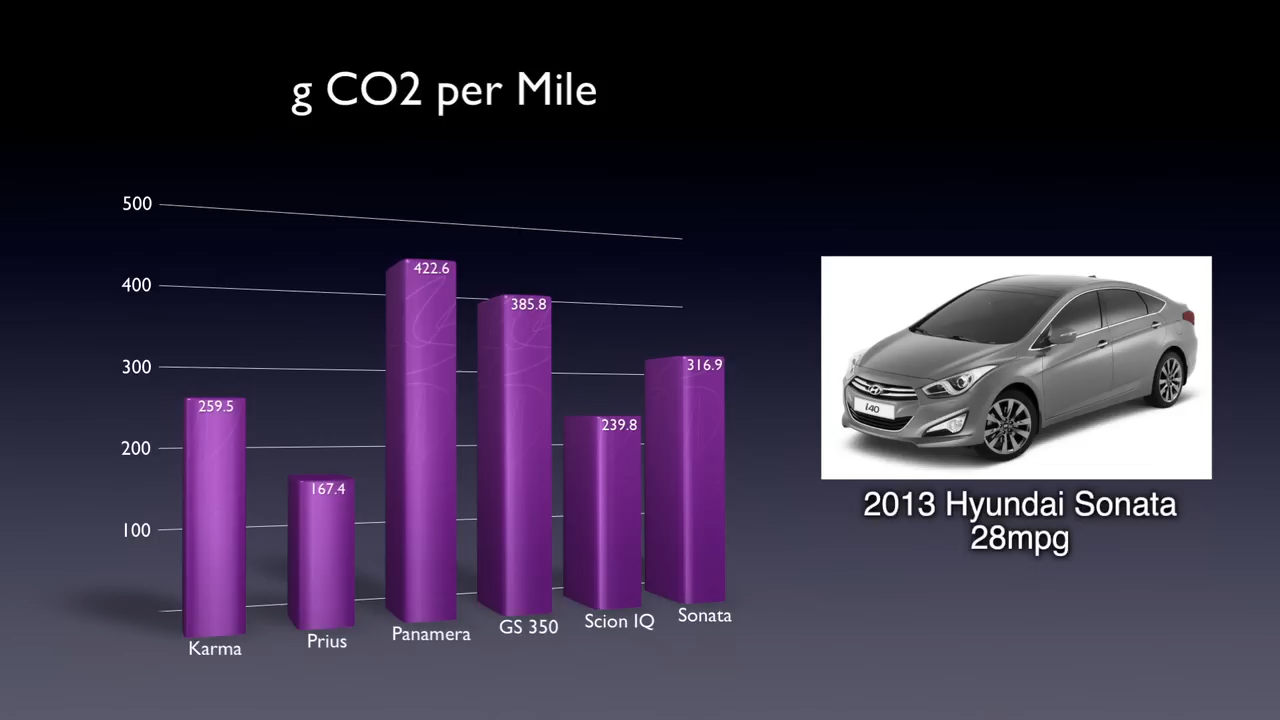 g CO2 per Mile
500
400
300
200
100
259.5
167.4
422.6
385.8
239.8
316.9
Karma
Prius
Panamera
GS 350
Scion IQ
Sonata
i40
2013 Hyundai Sonata
28mpg